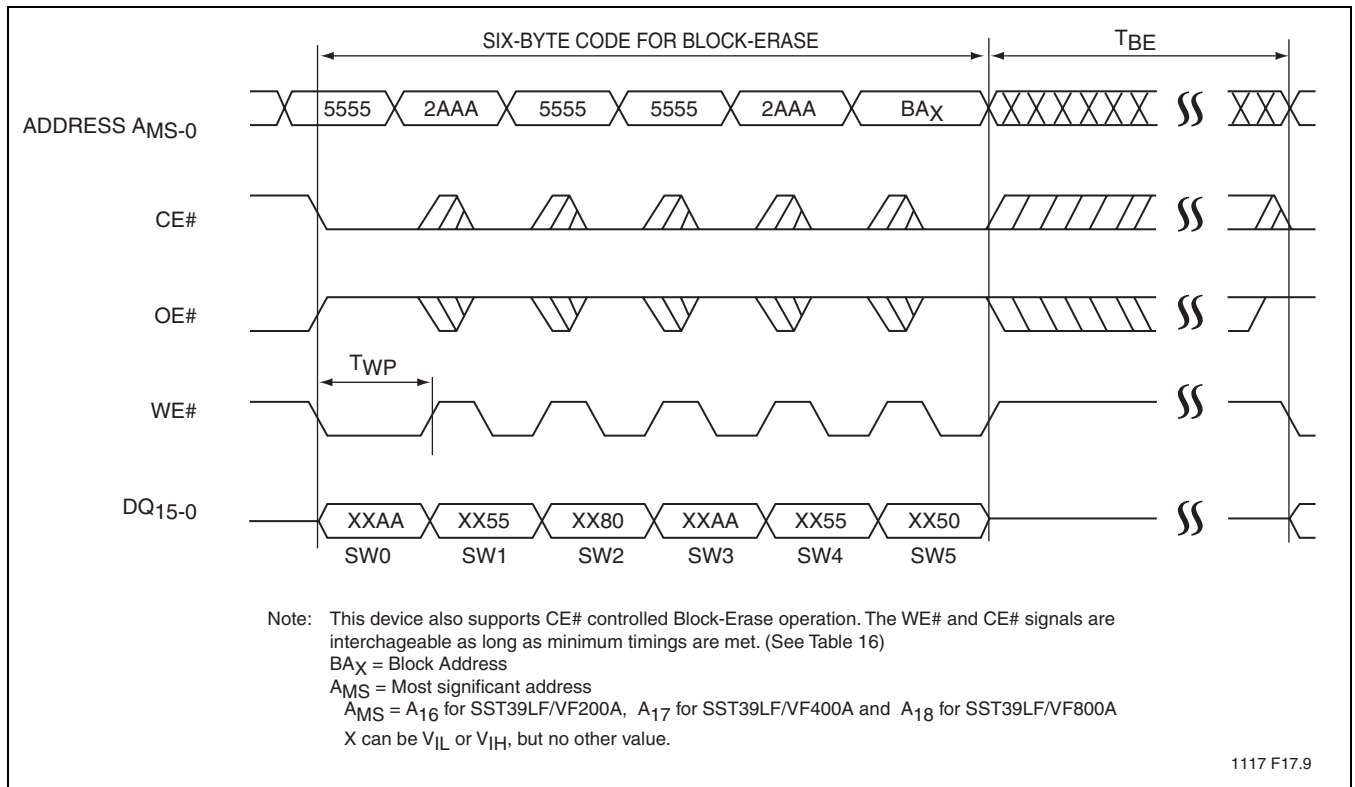 SIX-BYTE CODE FOR BLOCK-ERASE
TBE
ADDRESS AMS-0
5555 2AAA 5555 5555 2AAA BAX
CE#
OE#
TWP
WE#
DQ15-0
XXAA XX55 XX80 XXAA XX55 XX50
SW0 SW1 SW2 SW3 SW4 SW5
Note: This device also supports CE# controlled Block-Erase operation. The WE# and CE# signals are
interchageable as long as minimum timings are met. (See Table 16)
BAX = Block Address
AMS = Most significant address
AMS = A16 for SST39LF/VF200A, A17 for SST39LF/VF400A and A18 for SST39LF/VF800A
X can be VIL or VIH, but no other value.
1117 F17.9